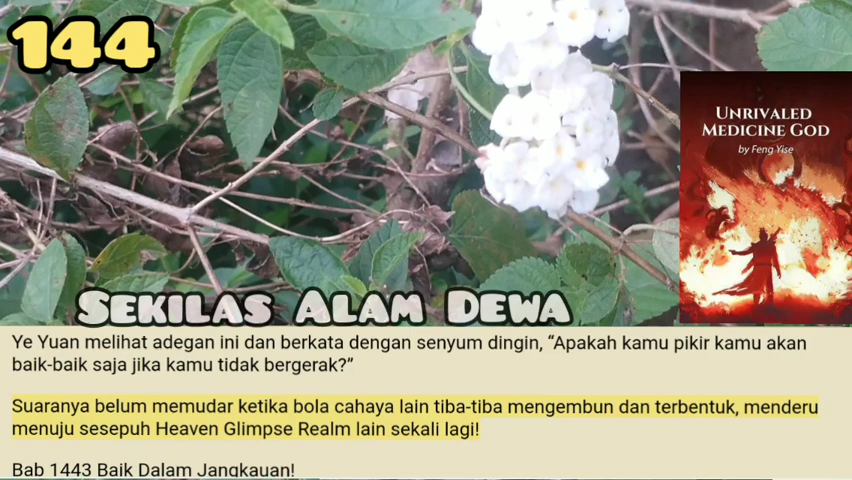 144
UNRIVALED
MEDICINE GOD
by Feng Yise
SEKILAS ALAM DEWA
Ye Yuan melihat adegan ini dan berkata dengan senyum dingin, “Apakah kamu pikir kamu akan
baik-baik saja jika kamu tidak bergerak?”
Suaranya belum memudar ketika bola cahaya lain tiba-tiba mengembun dan terbentuk, menderu
menuju sesepuh Heaven Glimpse Realm lain sekali lagi!
Bab 1443 Baik Dalam Jangkauan!